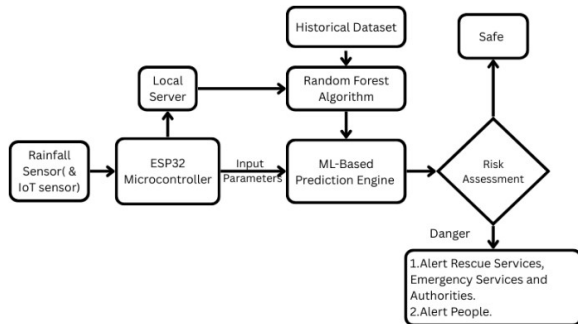 Historical Dataset
Safe
Local
Server
Random Forest
Algorithm
Rainfall
Sensor( &
IoT sensor)
ESP32
Microcontroller
Input
Parameters
ML-Based
Prediction Engine
Risk
Assessment
Danger
1.Alert Rescue Services,
Emergency Services and
Authorities.
2.Alert People.